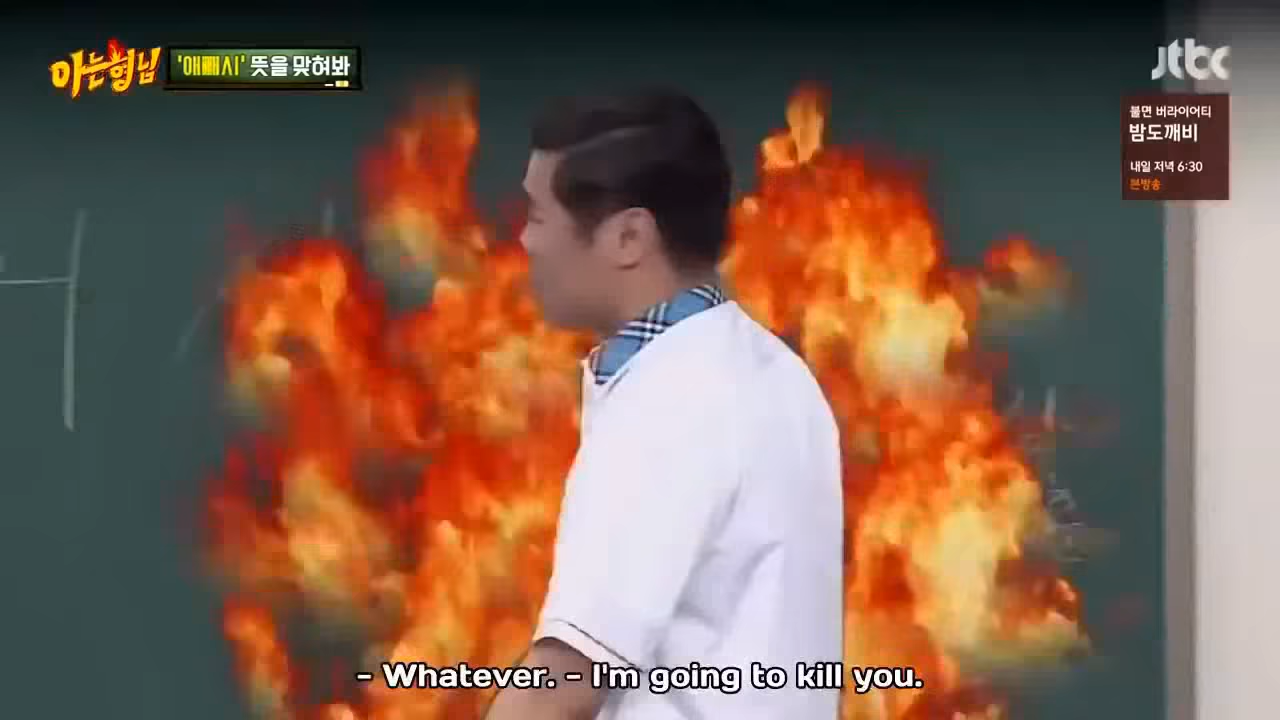 아는형님
'애빼시' 뜻을 맞혀봐
jtbc
불면 버라이어티
밤도깨비
내일 저녁 6:30
본방송
- Whatever. - I'm going to kill you.